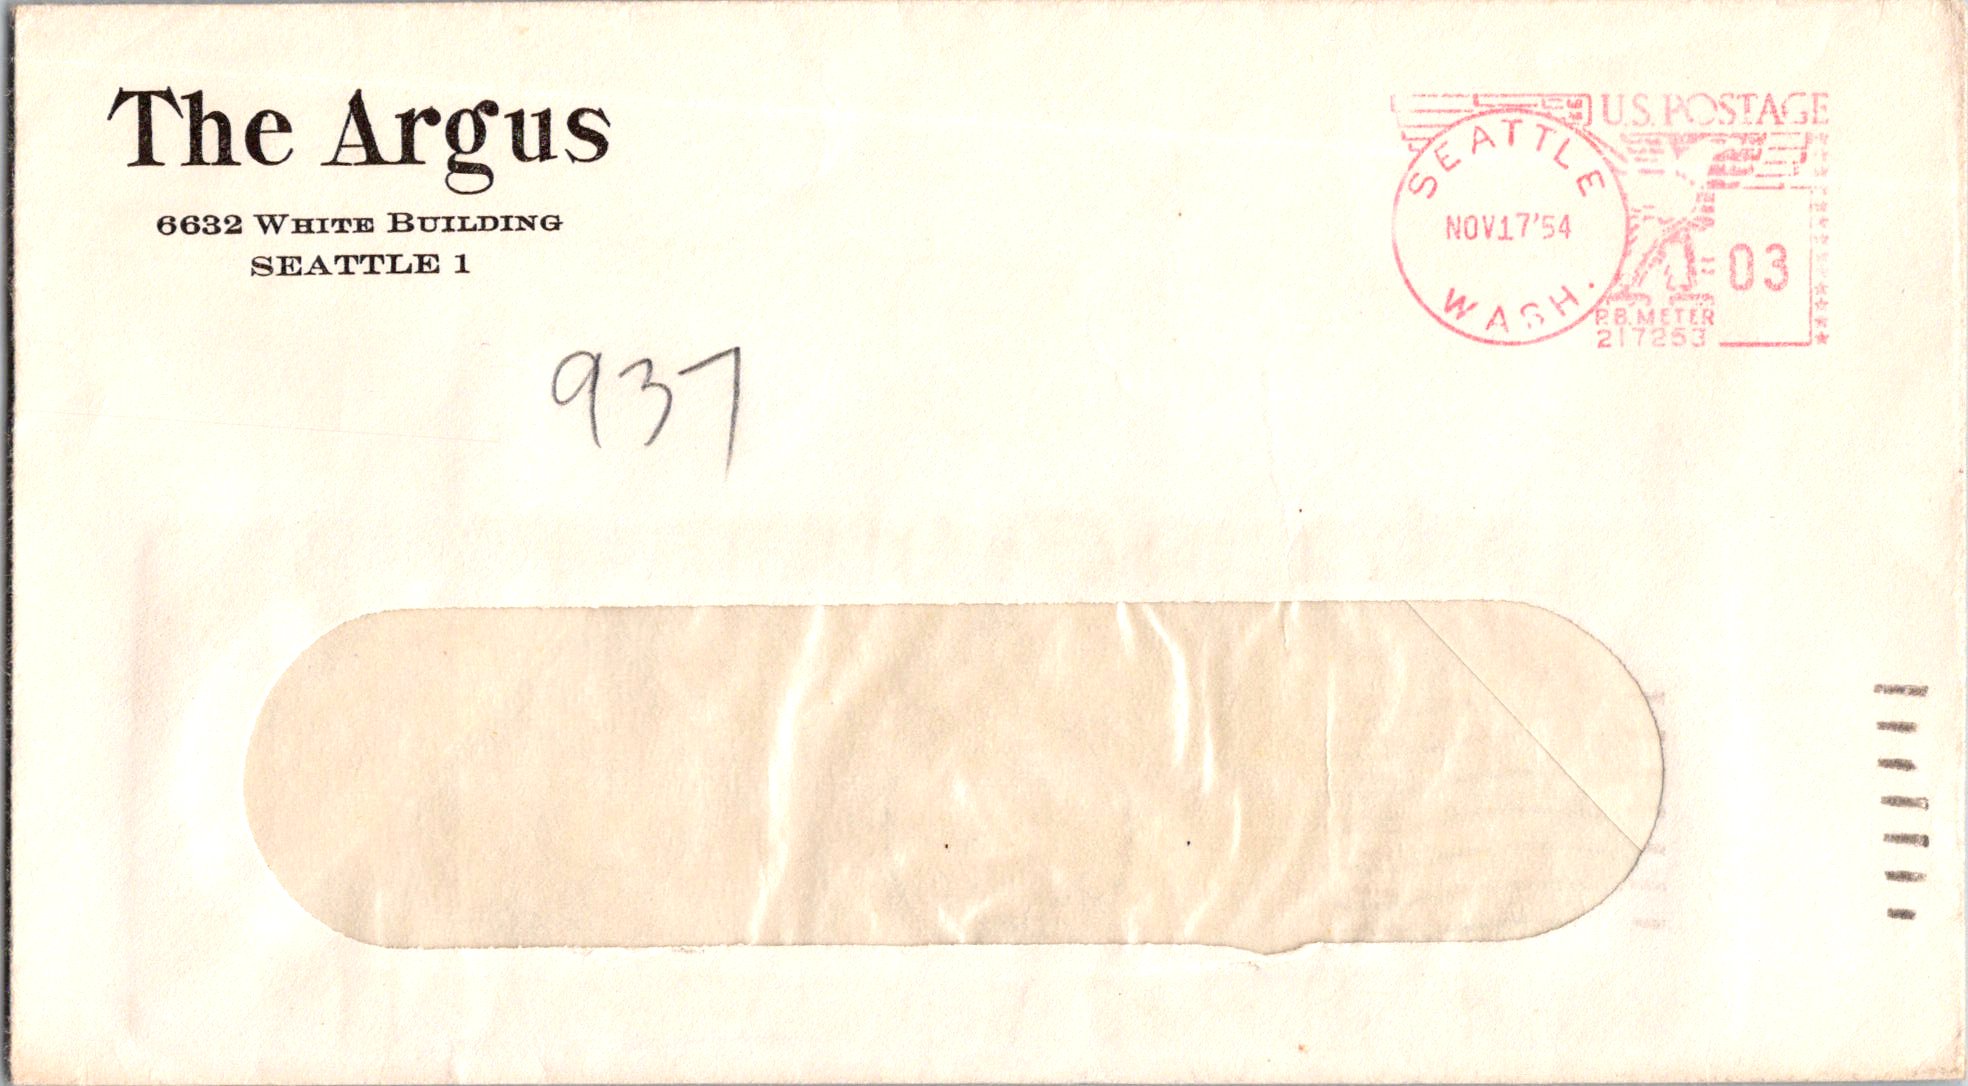 The Argus
6632 WHITE BUILDING
SEATTLE 1
U.S. POSTAGE
SEATTLE
NOV 17 '54
WASH.
03
P.B. METER
217253
937